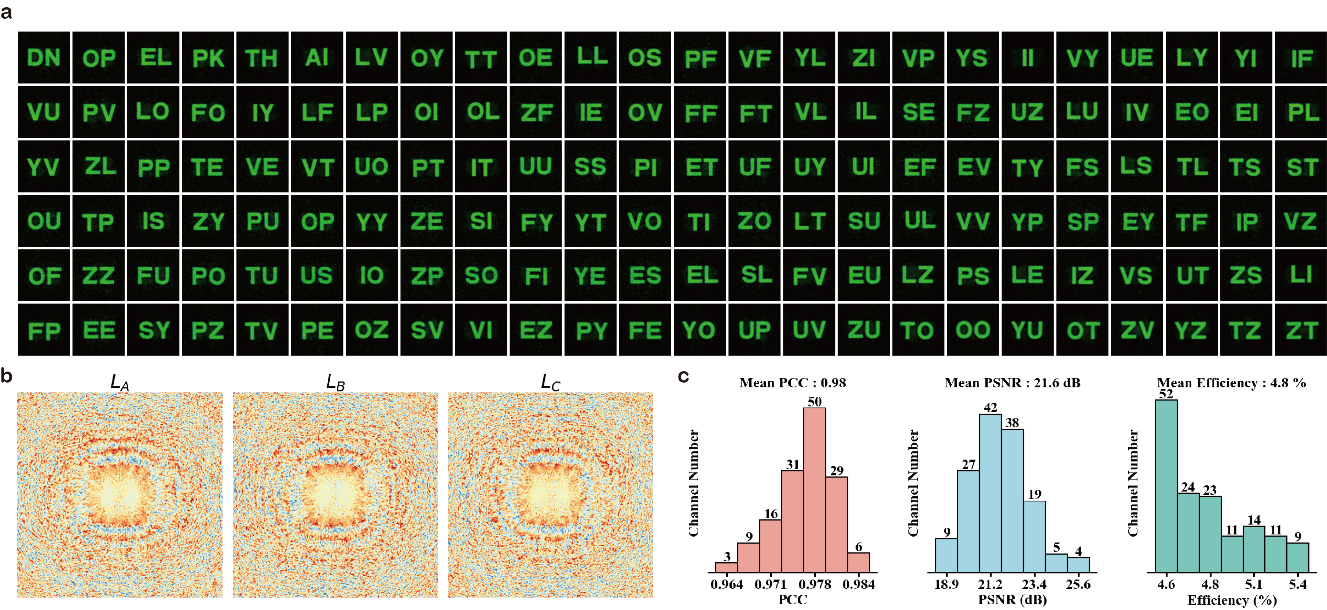 a
DN OP EL PK TH AI LV OY TT OE LL OS PF VF YL ZI VP YS II VY UE LY YI IF
VU PV LO FO IY LF LP OI OL ZF IE OV FF FT VL IL SE FZ UZ LU IV EO EI PL
YV ZL PP TE VE VT UO PT IT UU SS PI ET UF UY UI EF EV TY FS LS TL TS ST
OU TP IS ZY PU OP YY ZE SI FY YT VO TI ZO LT SU UL VV YP SP EY TF IP VZ
OF ZZ FU PO TU US IO ZP SO FI YE ES EL SL FV EU LZ PS LE IZ VS UT ZS LI
FP EE SY PZ TV PE OZ SV VI EZ PY FE YO UP UV ZU TO OO YU OT ZV YZ TZ ZT
b
L_A L_B L_C
c
Mean PCC : 0.98
Channel Number
3 9 16 31 50 29 6
0.964 0.971 0.978 0.984
PCC
Mean PSNR : 21.6 dB
Channel Number
9 27 42 38 19 5 4
18.9 21.2 23.4 25.6
PSNR (dB)
Mean Efficiency : 4.8 %
Channel Number
52 24 23 11 14 11 9
4.6 4.8 5.1 5.4
Efficiency (%)